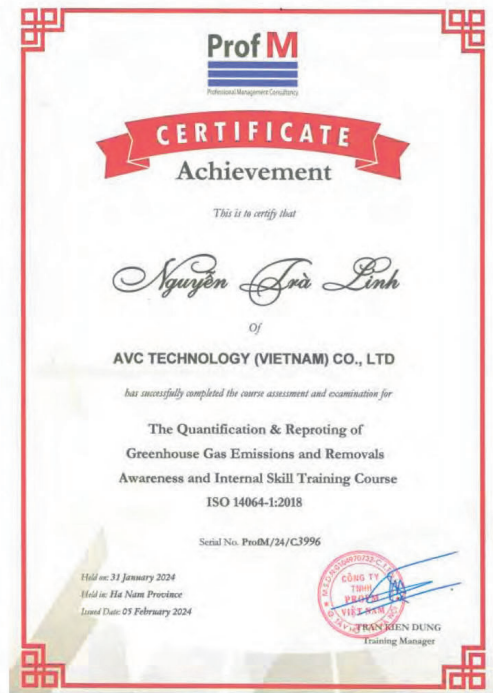 Prof M
Professional Management Consultancy
CERTIFICATE
Achievement
This is to certify that
Nguyễn Trà Linh
Of
AVC TECHNOLOGY (VIETNAM) CO., LTD
has successfully completed the course assessment and examination for
The Quantification & Reproting of
Greenhouse Gas Emissions and Removals
Awareness and Internal Skill Training Course
ISO 14064-1:2018
Serial No. ProfM/24/C3996
Held on: 31 January 2024
Held in: Ha Nam Province
Issued Date: 05 February 2024
CÔNG TY
TNHH
PROFM
VIỆT NAM
TRAN KIEN DUNG
Training Manager